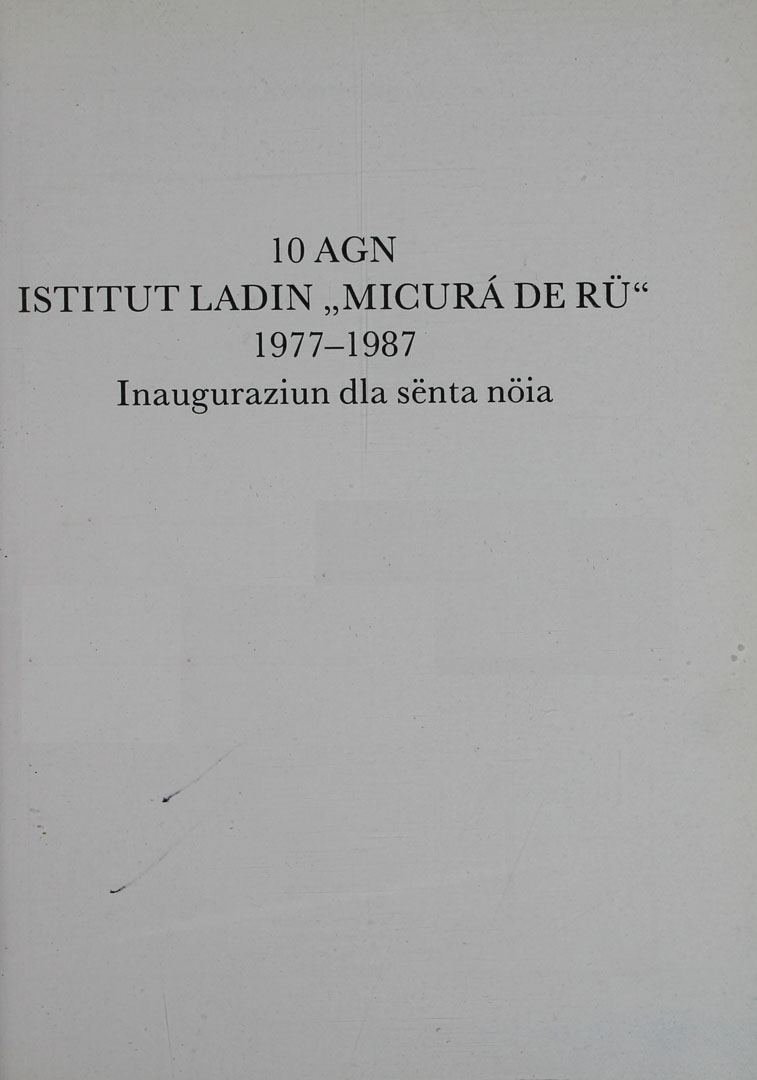 10 AGN
ISTITUT LADIN „MICURÁ DE RÜ“
1977–1987
Inauguraziun dla sënta nöia